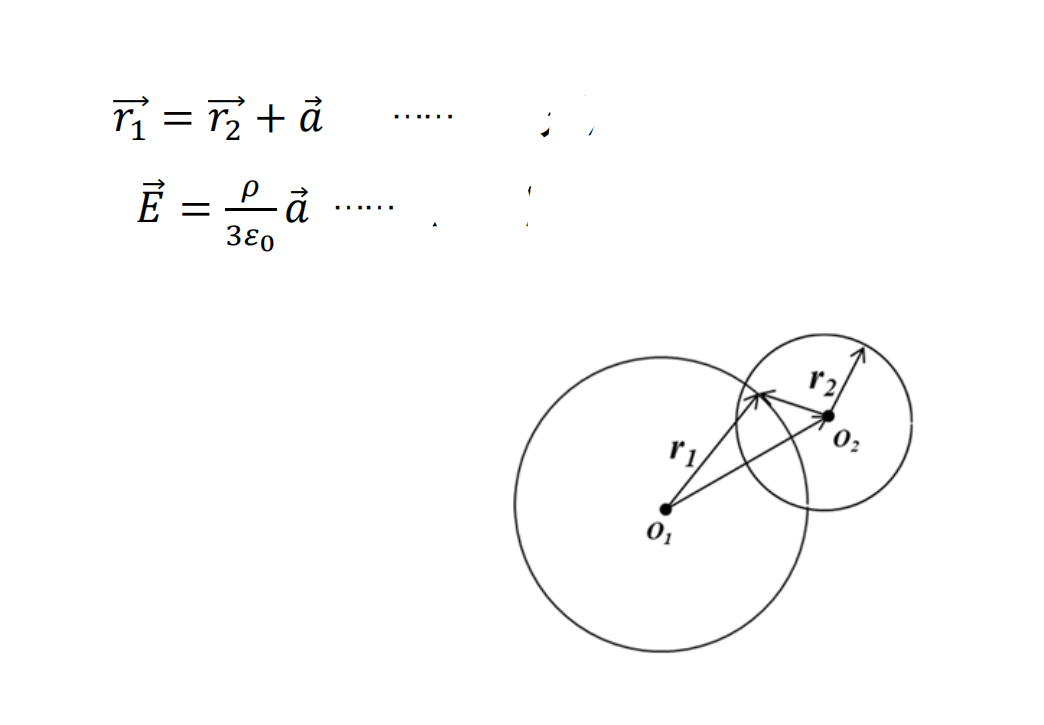 r₁⃗ = r₂⃗ + a⃗ ……
E⃗ = ρ/3ε₀ a⃗ ……
r₂
o₂
r₁
o₁